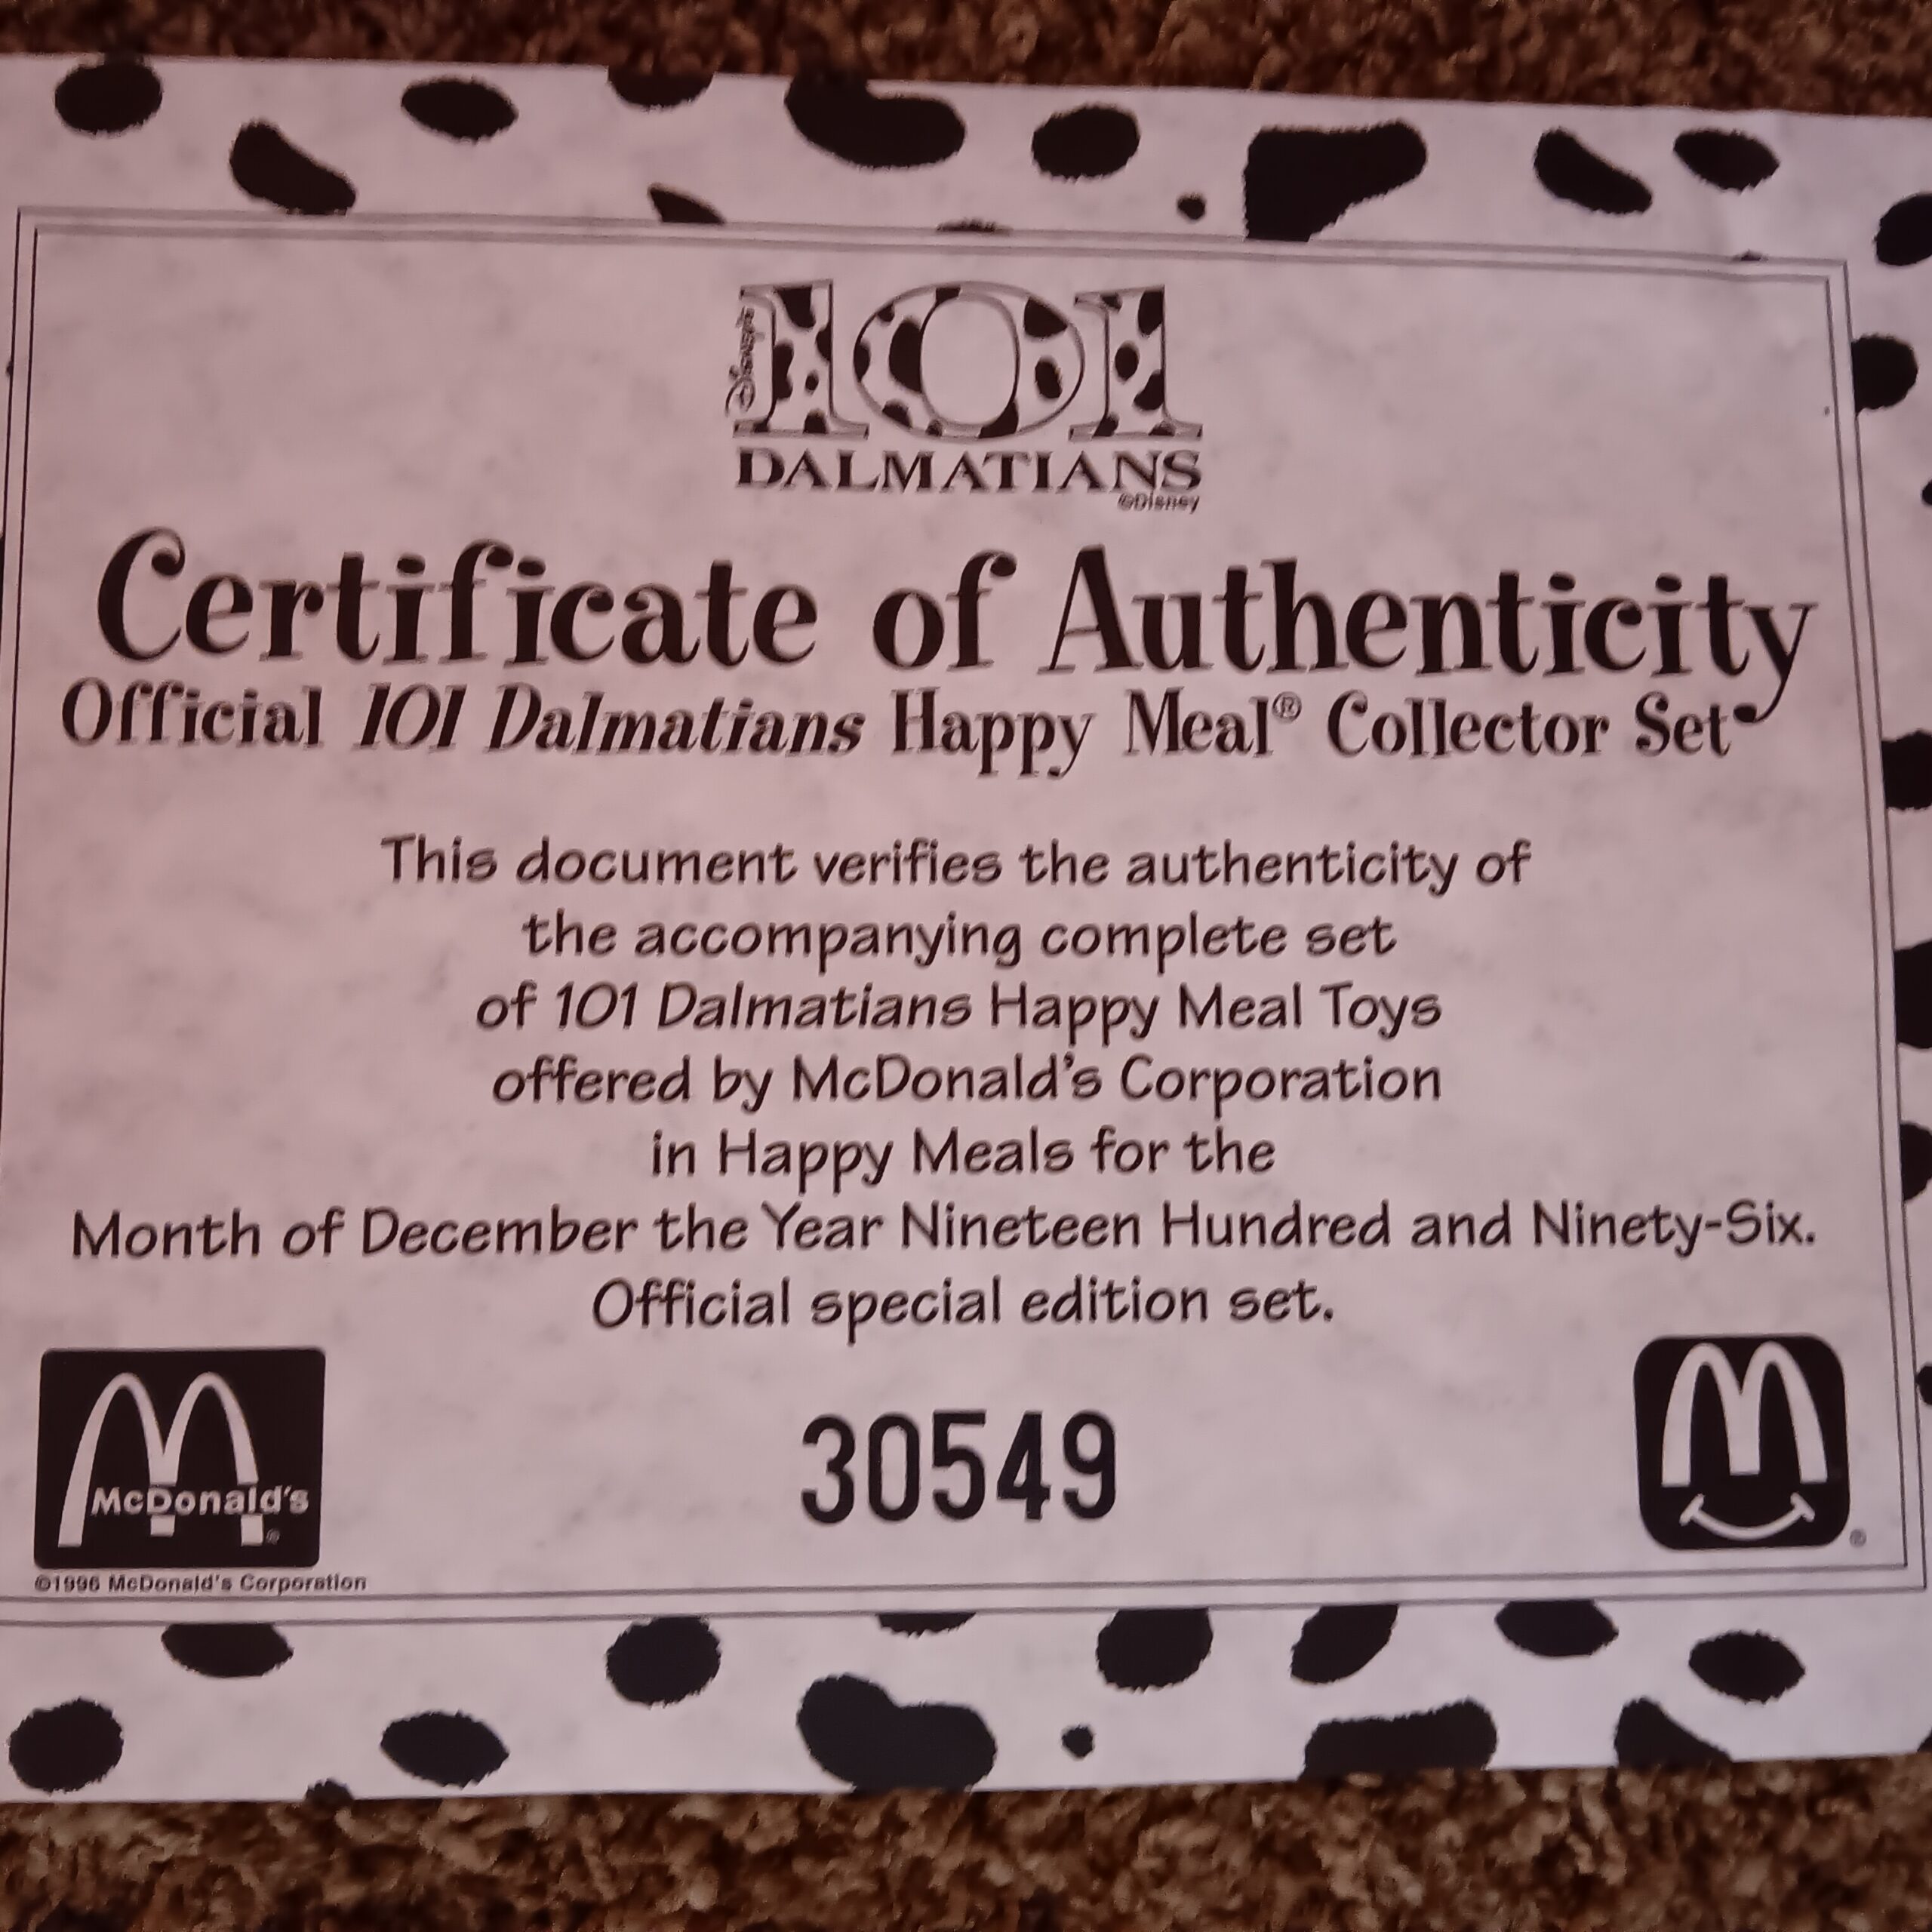 Disney's
101
DALMATIANS
©Disney
Certificate of Authenticity
Official 101 Dalmatians Happy Meal® Collector Set
This document verifies the authenticity of
the accompanying complete set
of 101 Dalmatians Happy Meal Toys
offered by McDonald's Corporation
in Happy Meals for the
Month of December the Year Nineteen Hundred and Ninety-Six.
Official special edition set.
McDonald's®
30549
®
©1996 McDonald's Corporation